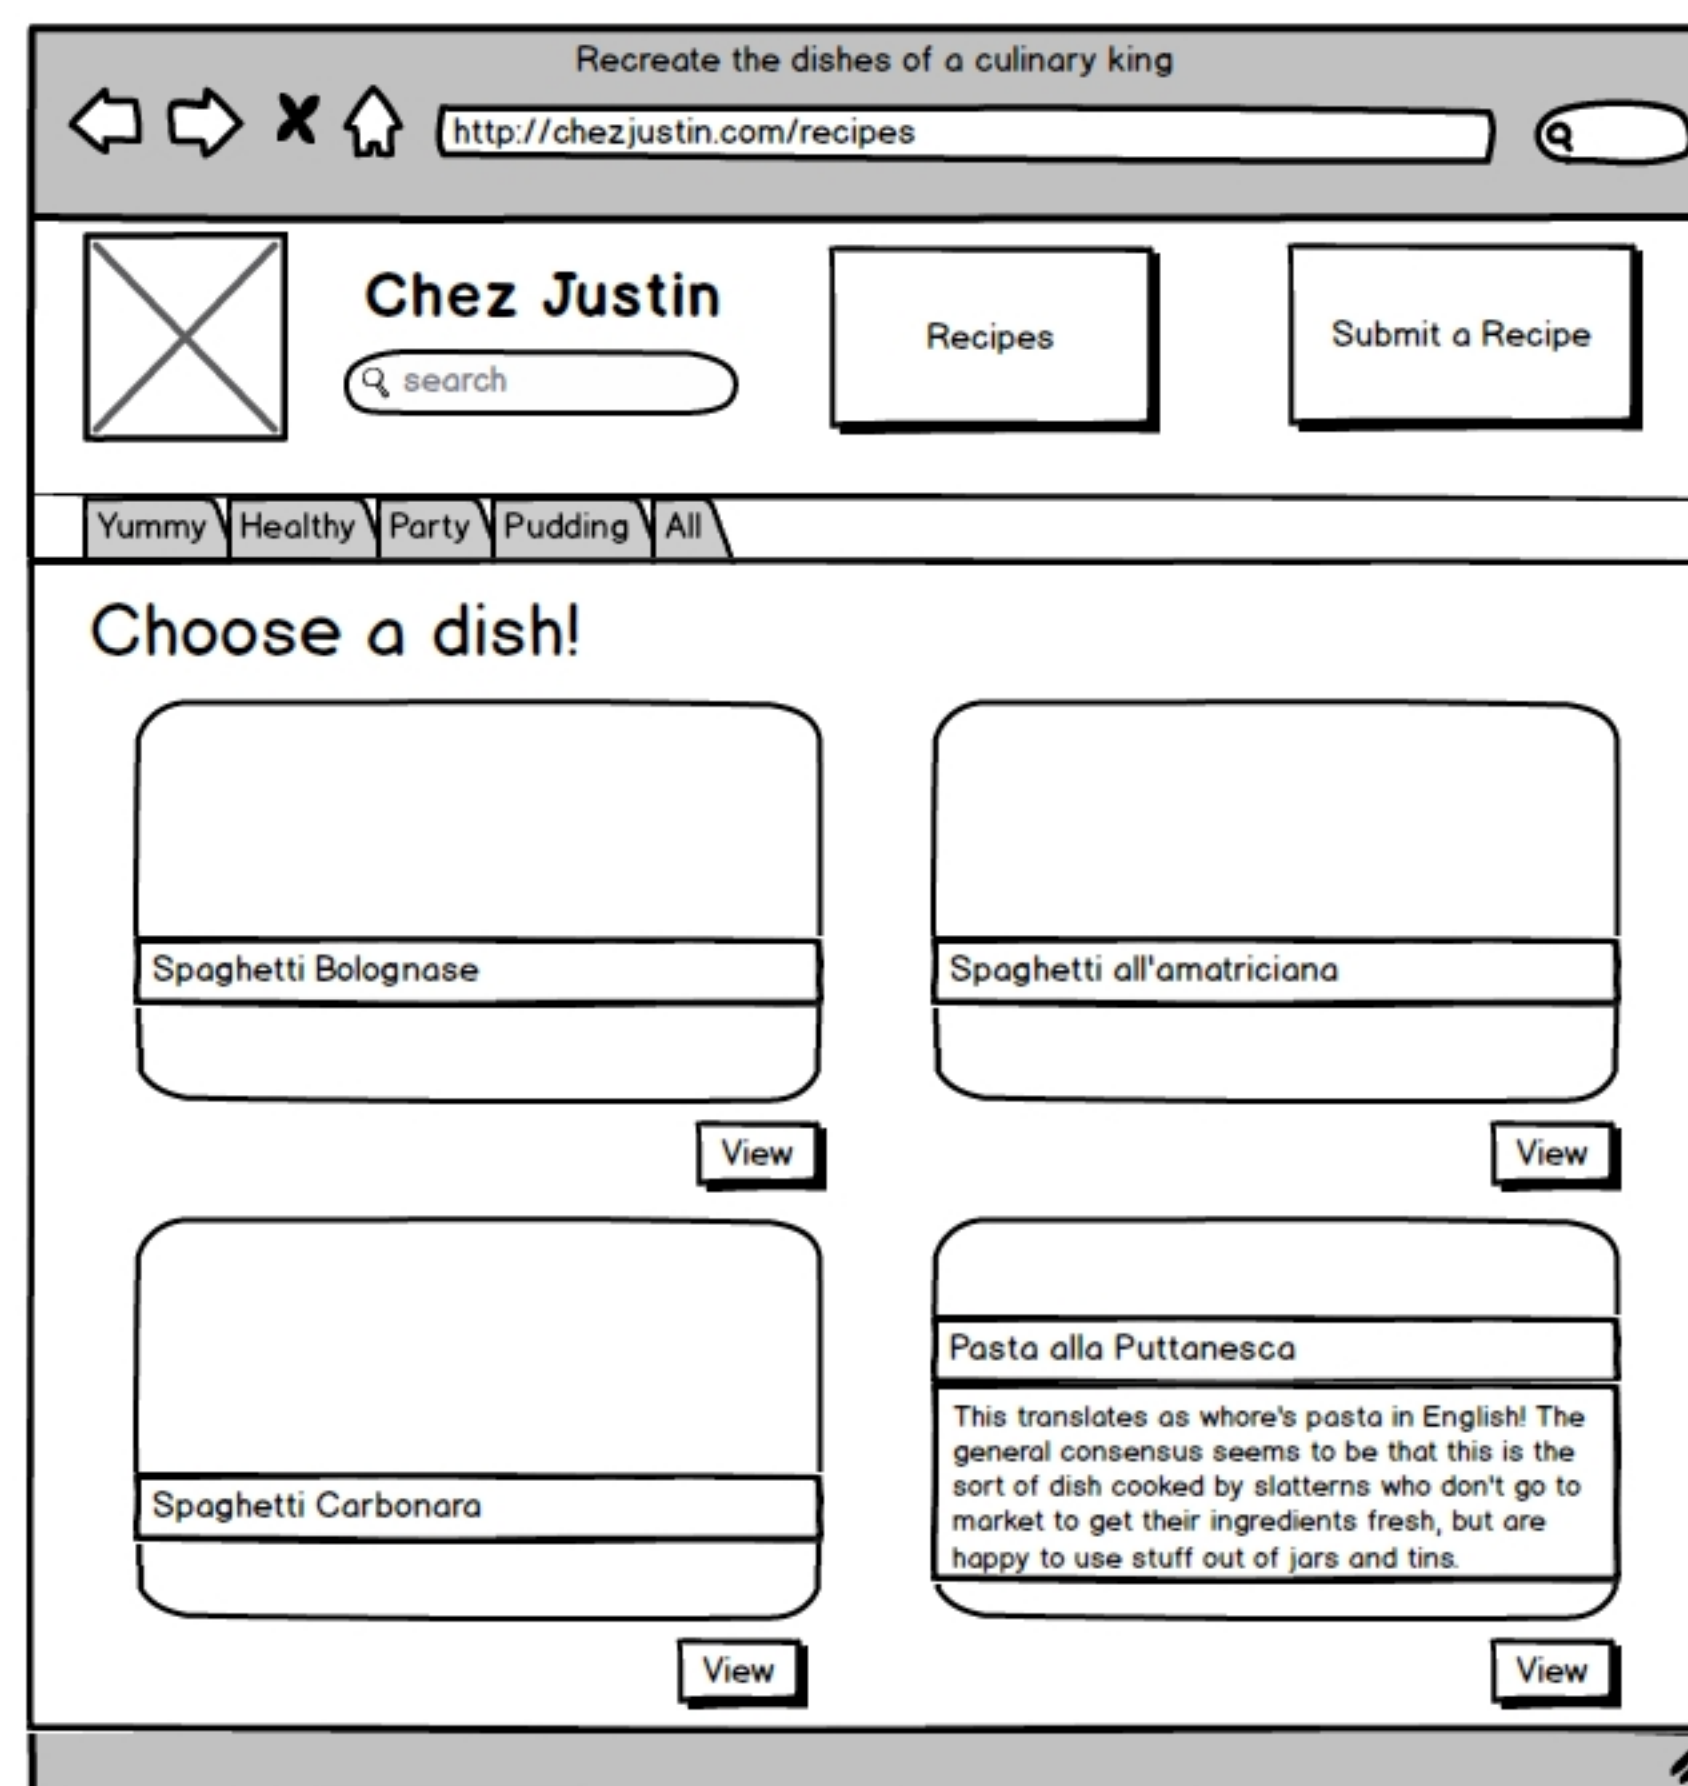 Recreate the dishes of a culinary king
http://chezjustin.com/recipes
Chez Justin
search
Recipes
Submit a Recipe
Yummy Healthy Party Pudding All
Choose a dish!
Spaghetti Bolognase
Spaghetti all'amatriciana
View
View
Spaghetti Carbonara
Pasta alla Puttanesca
This translates as whore's pasta in English! The
general consensus seems to be that this is the
sort of dish cooked by slatterns who don't go to
market to get their ingredients fresh, but are
happy to use stuff out of jars and tins.
View
View